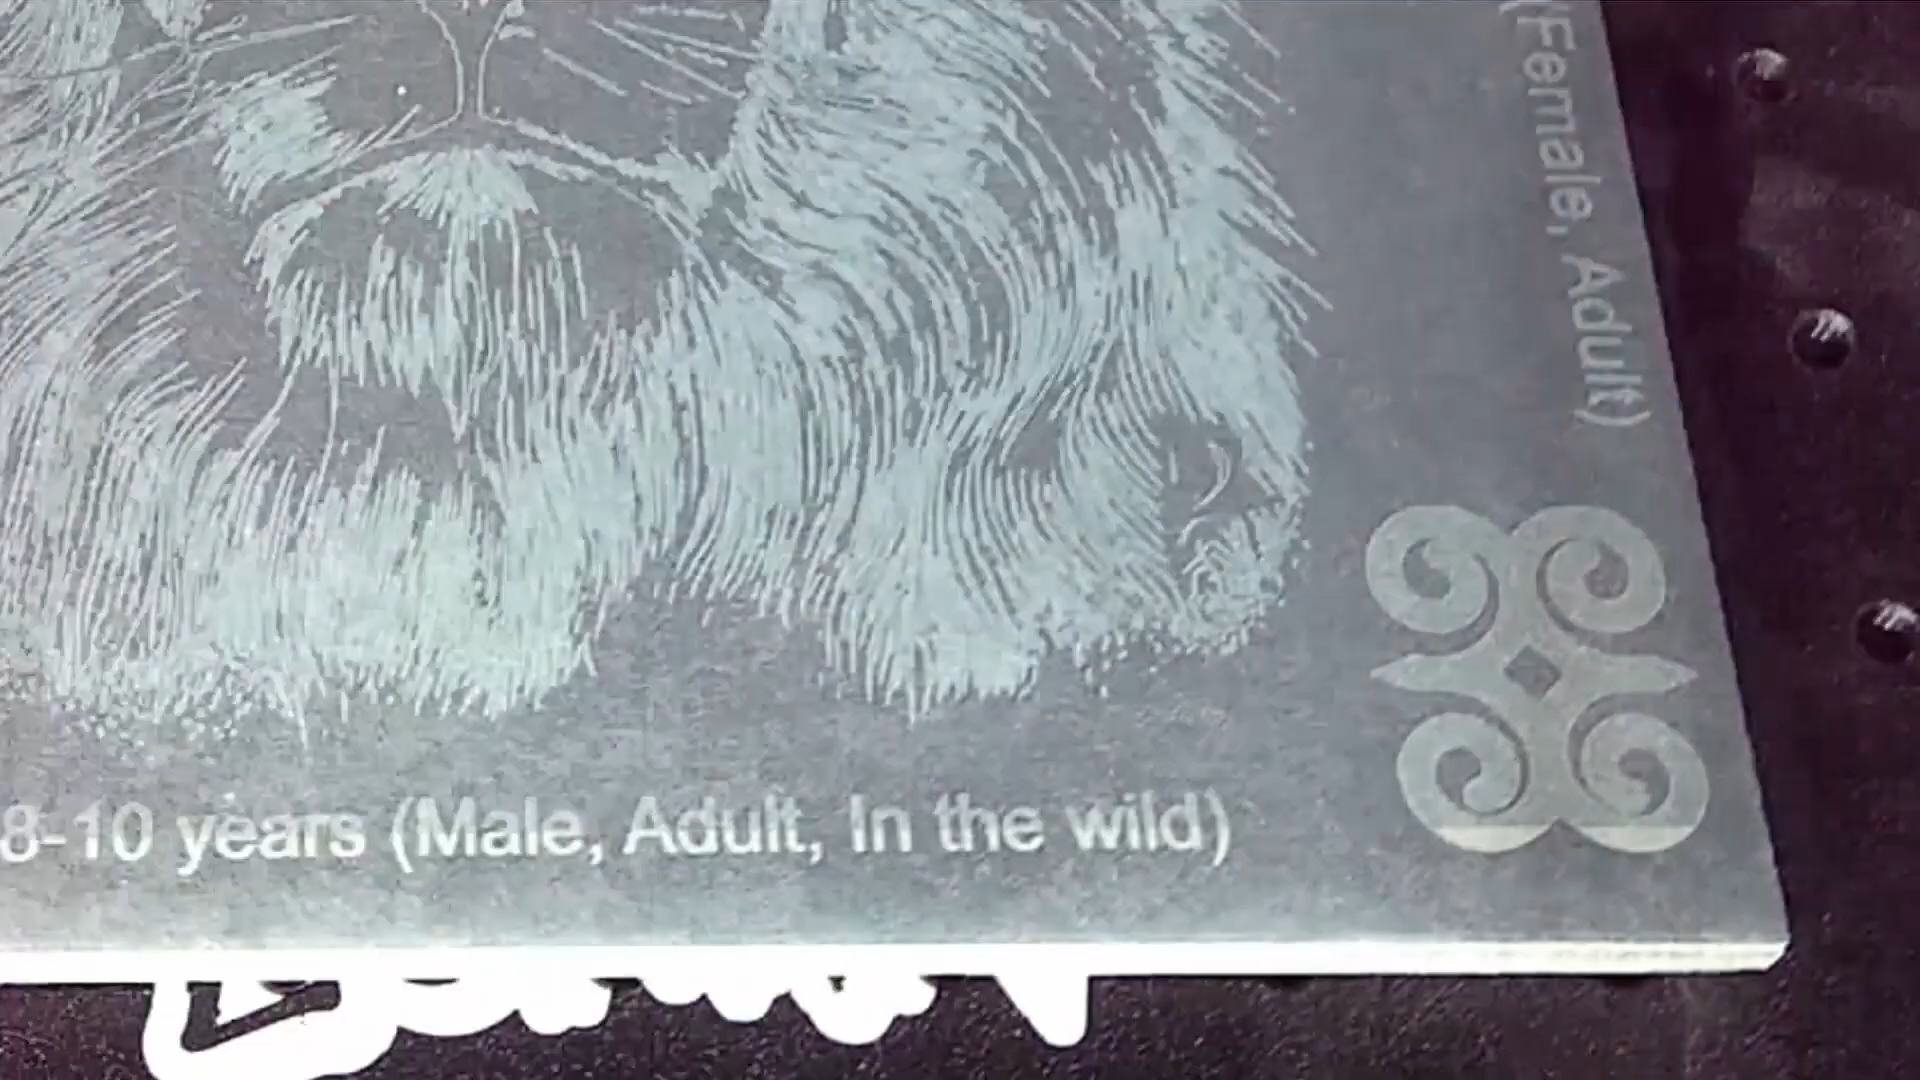 (Female, Adult)
8-10 years (Male, Adult, In the wild)